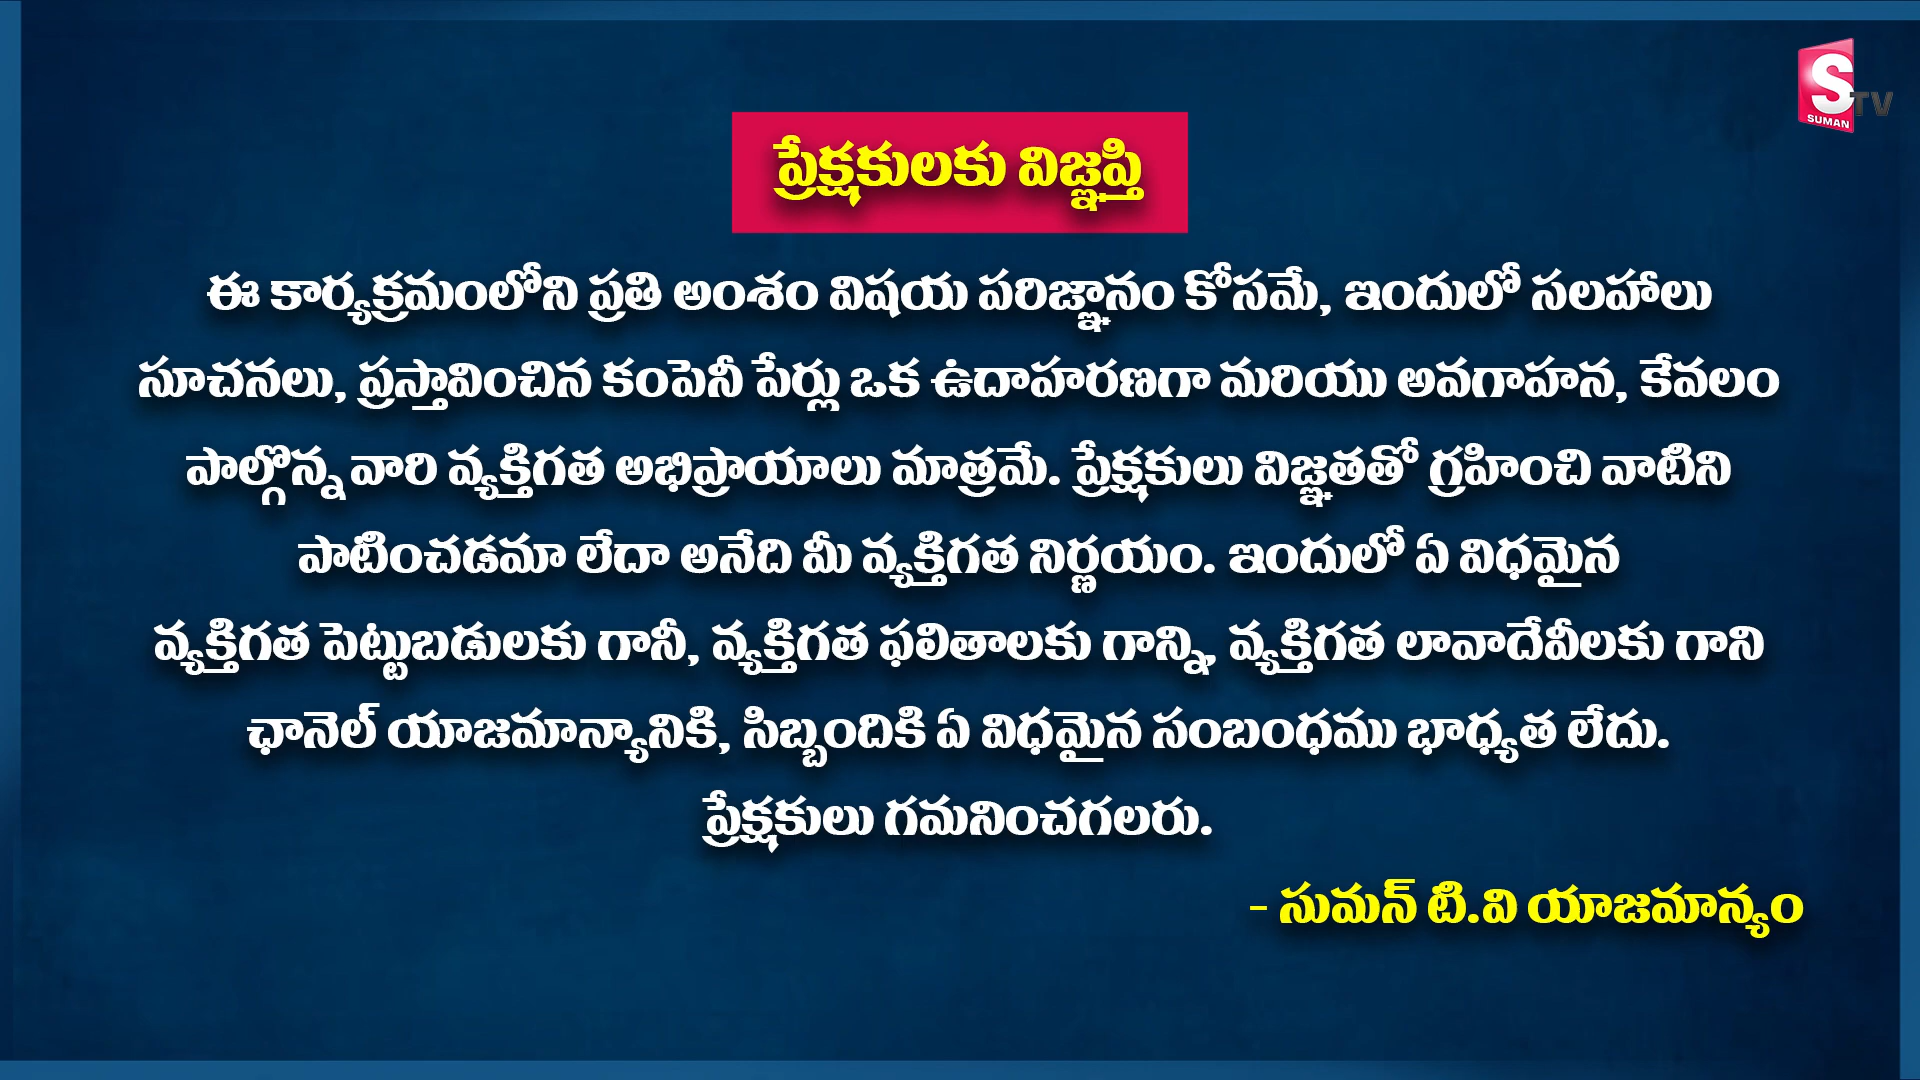 S TV
SUMAN
ప్రేక్షకులకు విజ్ఞప్తి
ఈ కార్యక్రమంలోని ప్రతి అంశం విషయ పరిజ్ఞానం కోసమే, ఇందులో సలహాలు
సూచనలు, ప్రస్తావించిన కంపెనీ పేర్లు ఒక ఉదాహరణగా మరియు అవగాహన, కేవలం
పాల్గొన్న వారి వ్యక్తిగత అభిప్రాయాలు మాత్రమే. ప్రేక్షకులు విజ్ఞతతో గ్రహించి వాటిని
పాటించడమా లేదా అనేది మీ వ్యక్తిగత నిర్ణయం. ఇందులో ఏ విధమైన
వ్యక్తిగత పెట్టుబడులకు గానీ, వ్యక్తిగత ఫలితాలకు గాన్ని, వ్యక్తిగత లావాదేవీలకు గాని
ఛానెల్ యాజమాన్యానికి, సిబ్బందికి ఏ విధమైన సంబంధము భాధ్యత లేదు.
ప్రేక్షకులు గమనించగలరు.
- సుమన్ టి.వి యాజమాన్యం